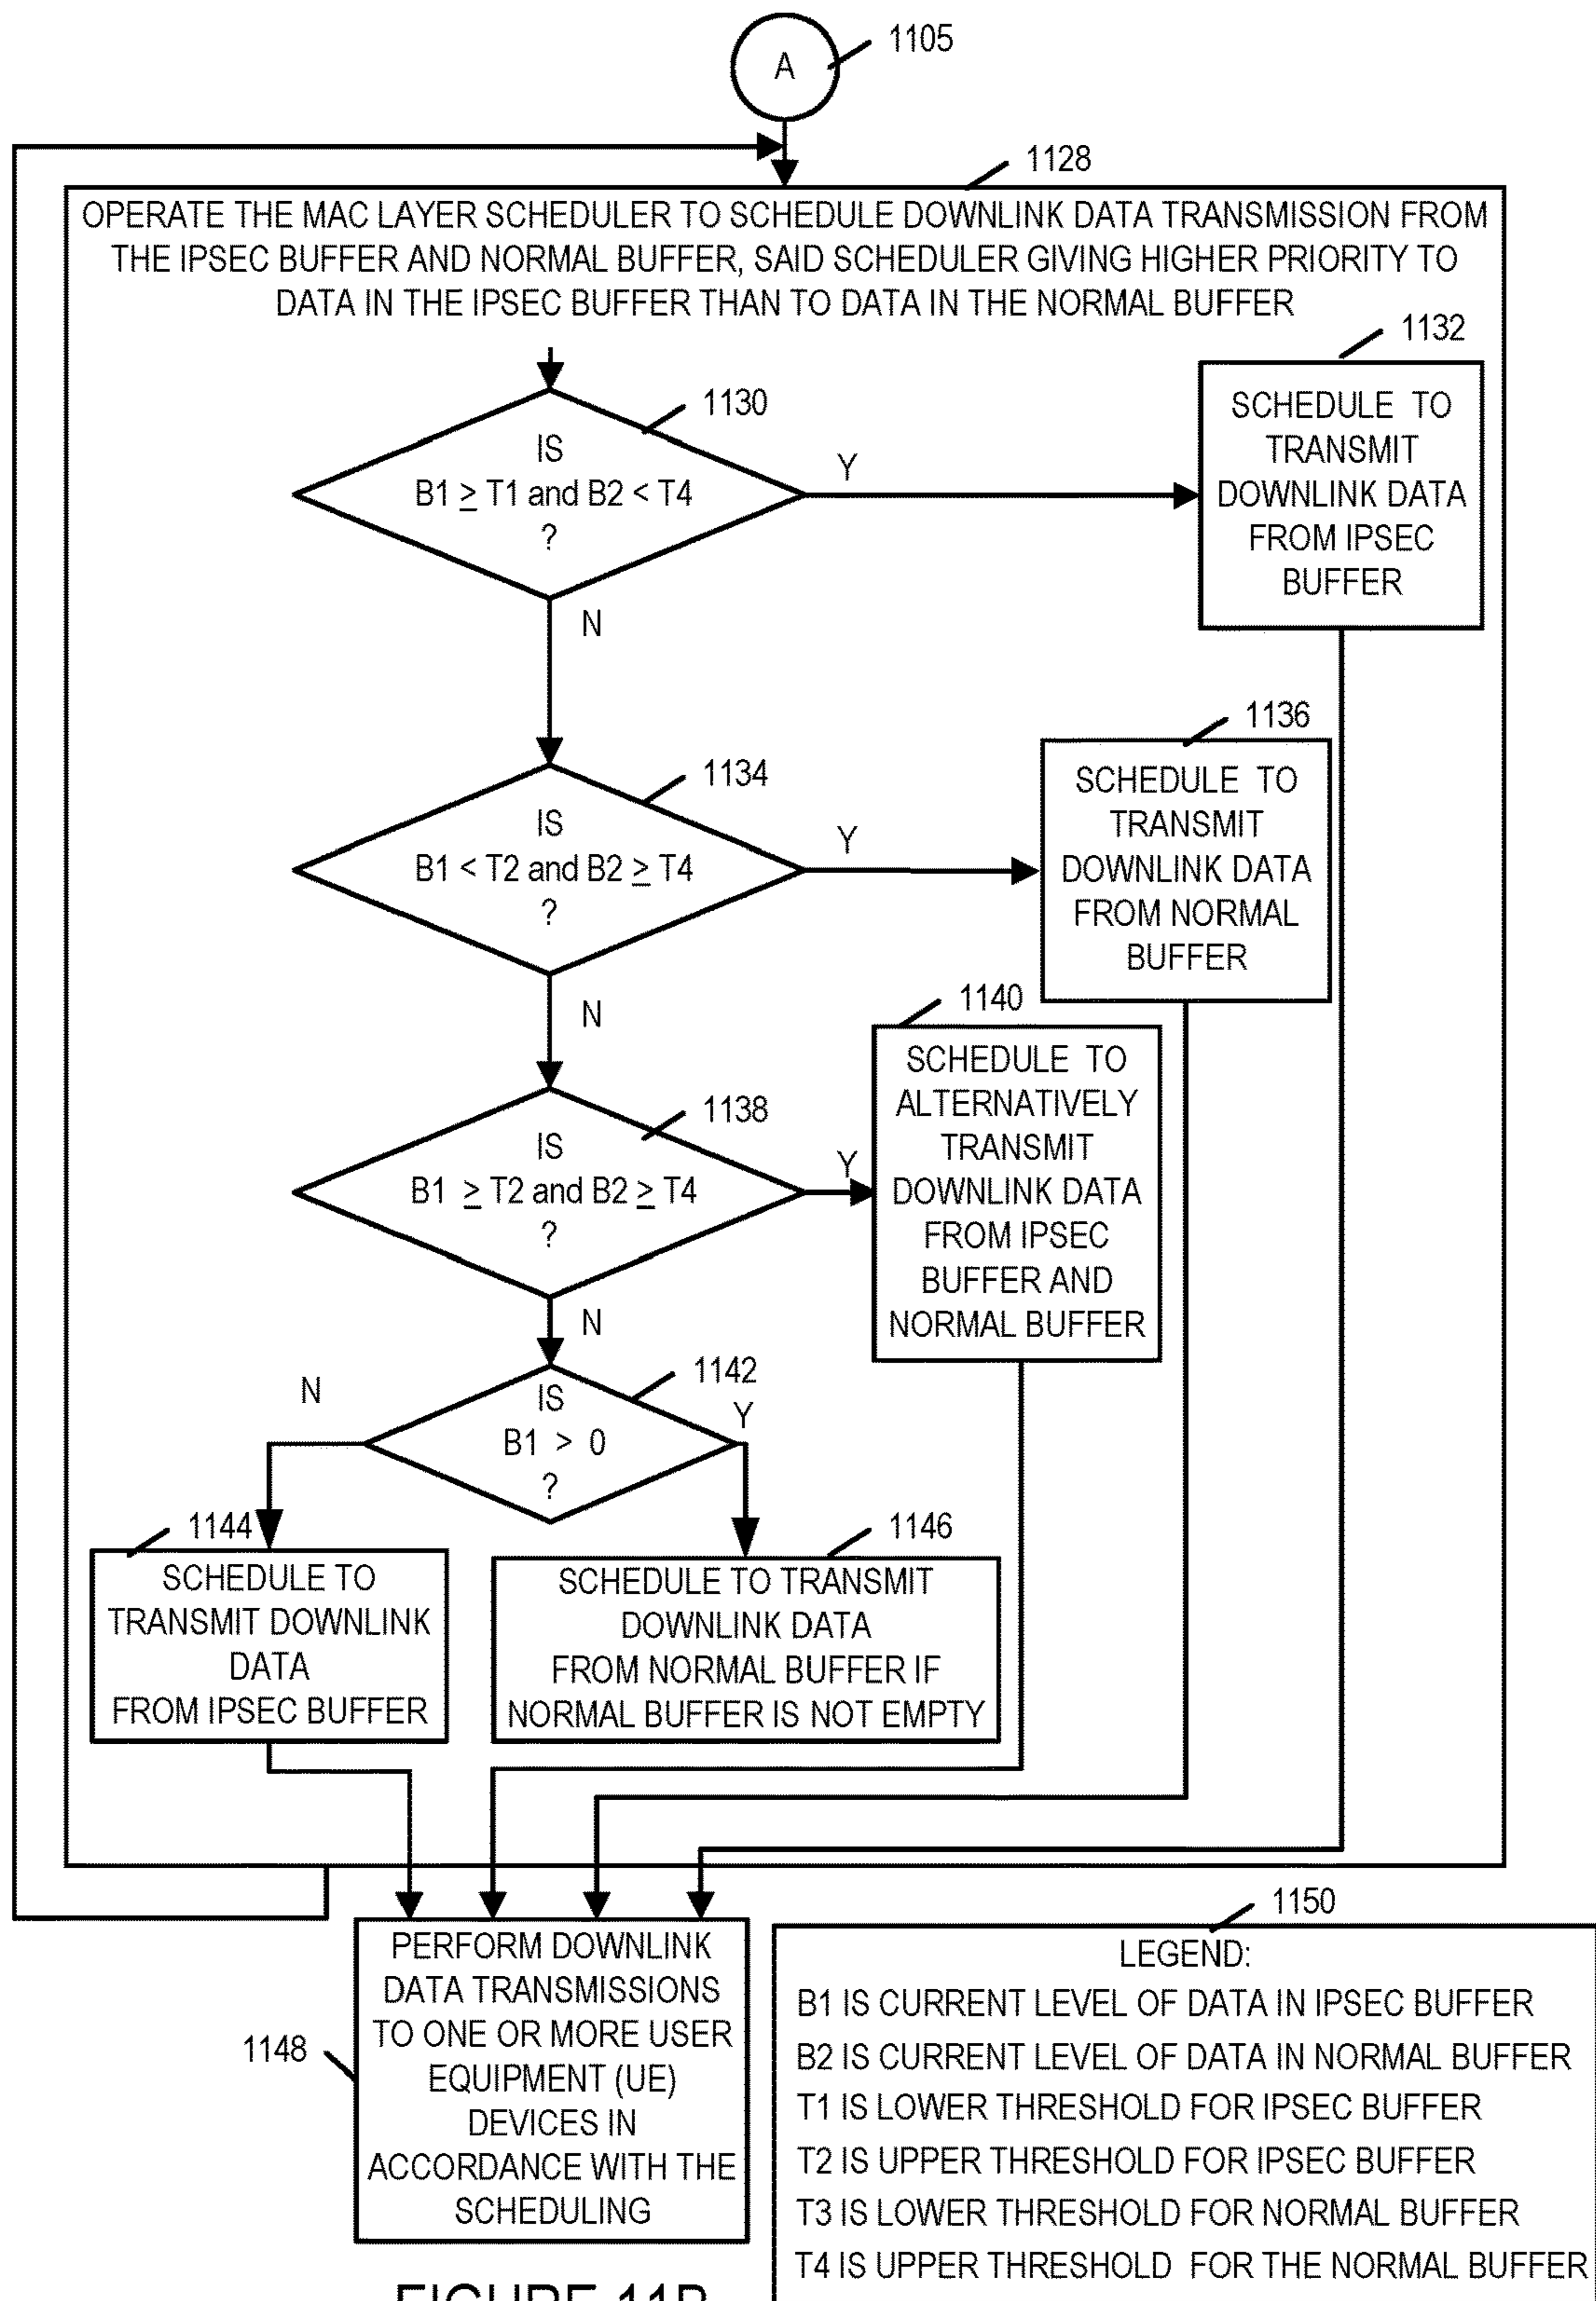 A
1105
1128
OPERATE THE MAC LAYER SCHEDULER TO SCHEDULE DOWNLINK DATA TRANSMISSION FROM
THE IPSEC BUFFER AND NORMAL BUFFER, SAID SCHEDULER GIVING HIGHER PRIORITY TO
DATA IN THE IPSEC BUFFER THAN TO DATA IN THE NORMAL BUFFER
1130
IS
B1 ≥ T1 and B2 < T4
?
Y
N
1132
SCHEDULE TO
TRANSMIT
DOWNLINK DATA
FROM IPSEC
BUFFER
1134
IS
B1 < T2 and B2 ≥ T4
?
Y
N
1136
SCHEDULE TO
TRANSMIT
DOWNLINK DATA
FROM NORMAL
BUFFER
1138
IS
B1 ≥ T2 and B2 ≥ T4
?
Y
N
1140
SCHEDULE TO
ALTERNATIVELY
TRANSMIT
DOWNLINK DATA
FROM IPSEC
BUFFER AND
NORMAL BUFFER
1142
IS
B1 > 0
?
N
Y
1144
SCHEDULE TO
TRANSMIT DOWNLINK
DATA
FROM IPSEC BUFFER
1146
SCHEDULE TO TRANSMIT
DOWNLINK DATA
FROM NORMAL BUFFER IF
NORMAL BUFFER IS NOT EMPTY
1148
PERFORM DOWNLINK
DATA TRANSMISSIONS
TO ONE OR MORE USER
EQUIPMENT (UE)
DEVICES IN
ACCORDANCE WITH THE
SCHEDULING
1150
LEGEND:
B1 IS CURRENT LEVEL OF DATA IN IPSEC BUFFER
B2 IS CURRENT LEVEL OF DATA IN NORMAL BUFFER
T1 IS LOWER THRESHOLD FOR IPSEC BUFFER
T2 IS UPPER THRESHOLD FOR IPSEC BUFFER
T3 IS LOWER THRESHOLD FOR NORMAL BUFFER
T4 IS UPPER THRESHOLD FOR THE NORMAL BUFFER
FIGURE 11B